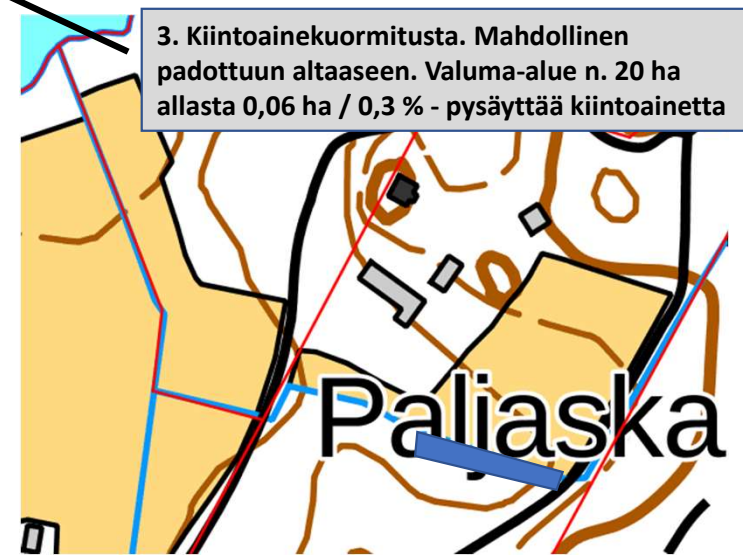 3. Kiintoainekuormitusta. Mahdollinen
padottuun altaaseen. Valuma-alue n. 20 ha
allasta 0,06 ha / 0,3 % - pysäyttää kiintoainetta
Paljaska